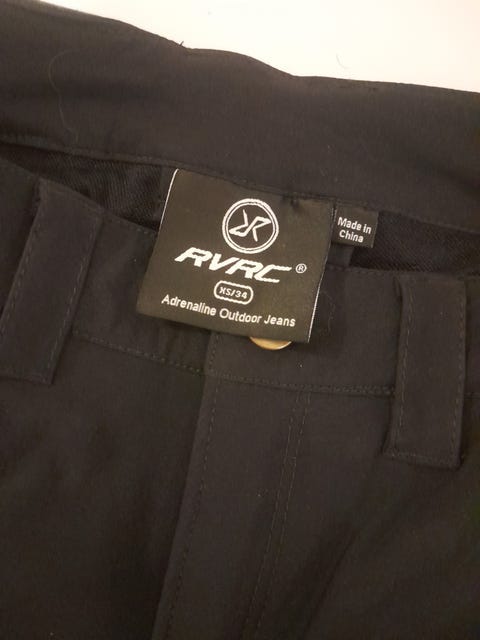 RVRC®
XS/34
Adrenaline Outdoor Jeans
Made in
China